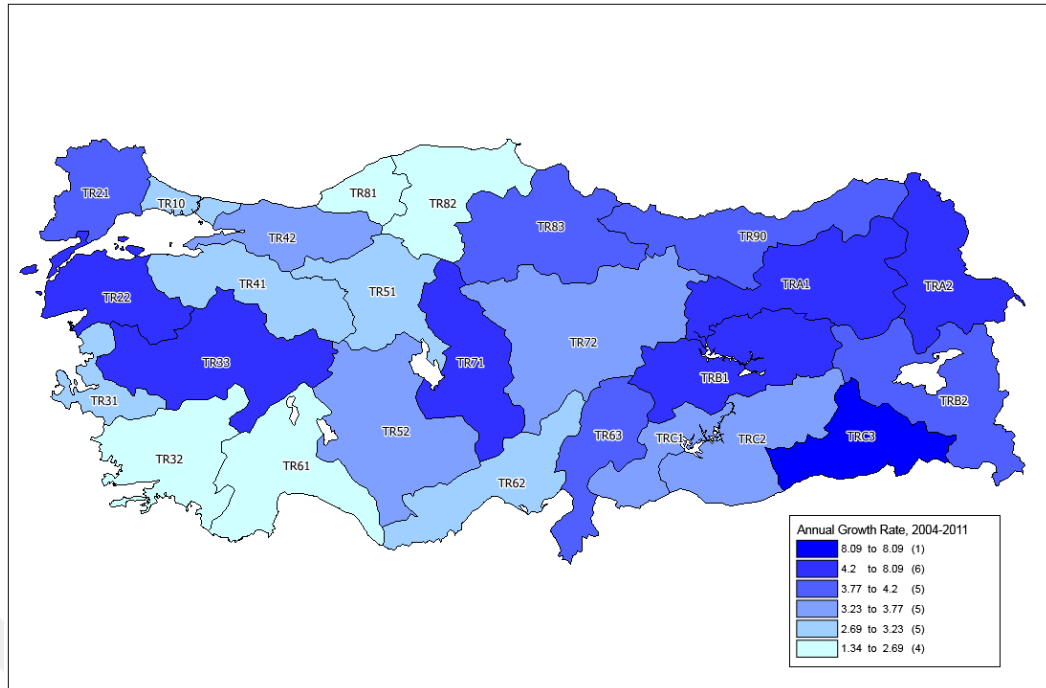 TR21
TR10
TR81
TR82
TR42
TR83
TR90
TR22
TR41
TR51
TRA1
TRA2
TR33
TR71
TR72
TRB1
TRB2
TR31
TR52
TR63
TRC1
TRC2
TRC3
TR32
TR61
TR62
Annual Growth Rate, 2004-2011
8.09 to 8.09 (1)
4.2 to 8.09 (6)
3.77 to 4.2 (5)
3.23 to 3.77 (5)
2.69 to 3.23 (5)
1.34 to 2.69 (4)